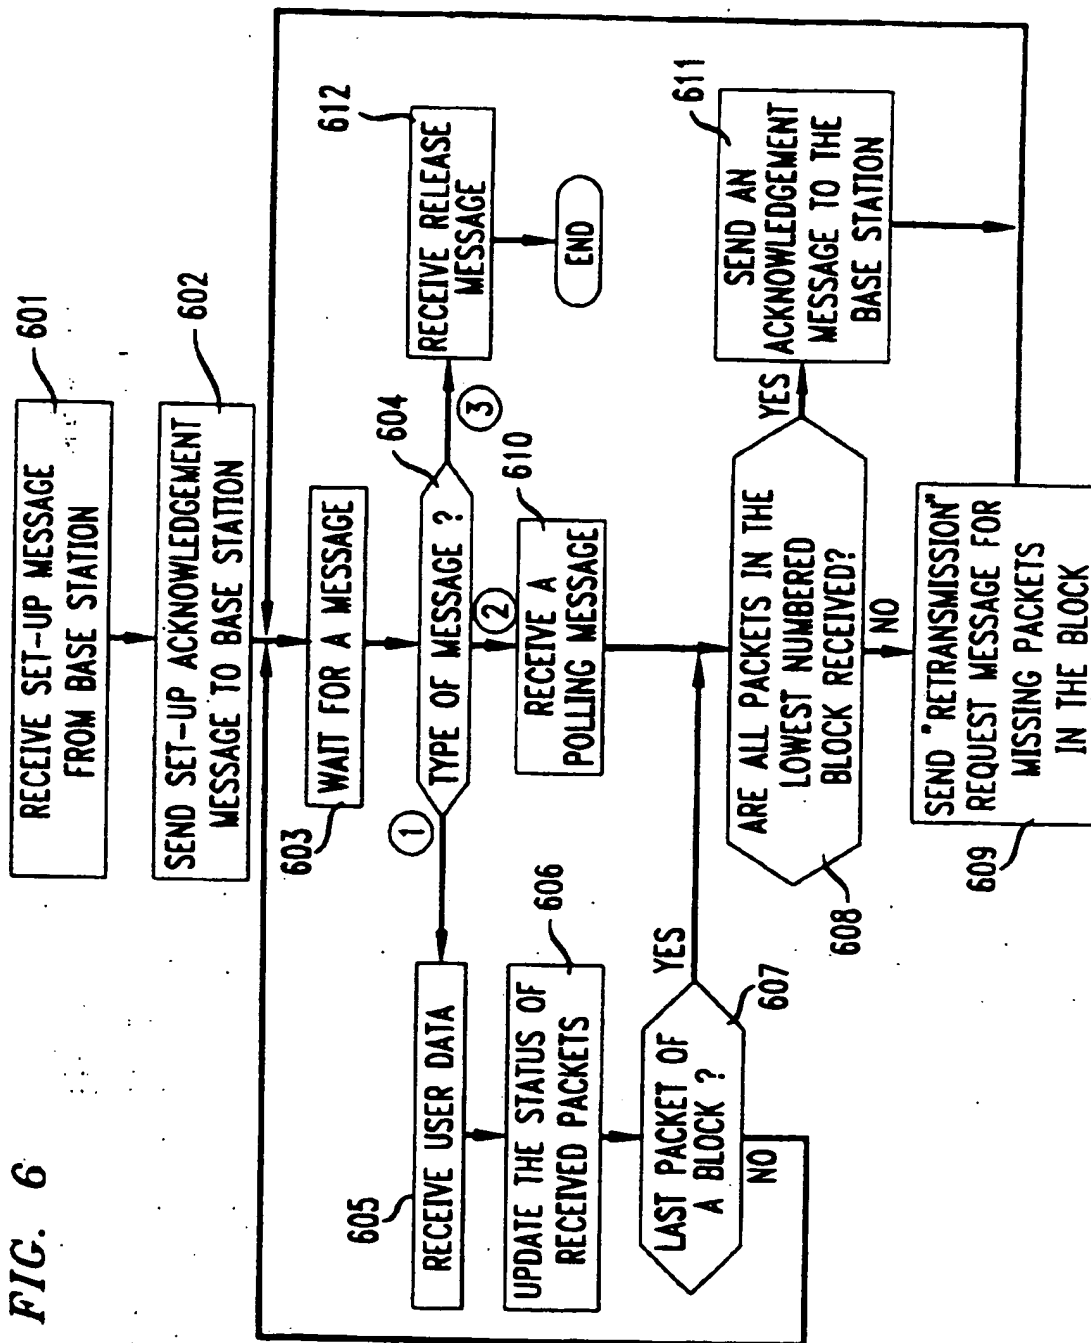 FIG. 6
RECEIVE SET-UP MESSAGE
FROM BASE STATION
601
SEND SET-UP ACKNOWLEDGEMENT
MESSAGE TO BASE STATION
602
WAIT FOR A MESSAGE
603
TYPE OF MESSAGE ?
604
1
2
3
RECEIVE USER DATA
605
UPDATE THE STATUS OF
RECEIVED PACKETS
606
LAST PACKET OF
A BLOCK ?
607
YES
NO
RECEIVE A
POLLING MESSAGE
610
RECEIVE RELEASE
MESSAGE
612
END
ARE ALL PACKETS IN THE
LOWEST NUMBERED
BLOCK RECEIVED?
608
YES
NO
SEND AN
ACKNOWLEDGEMENT
MESSAGE TO THE
BASE STATION
611
SEND "RETRANSMISSION"
REQUEST MESSAGE FOR
MISSING PACKETS
IN THE BLOCK
609